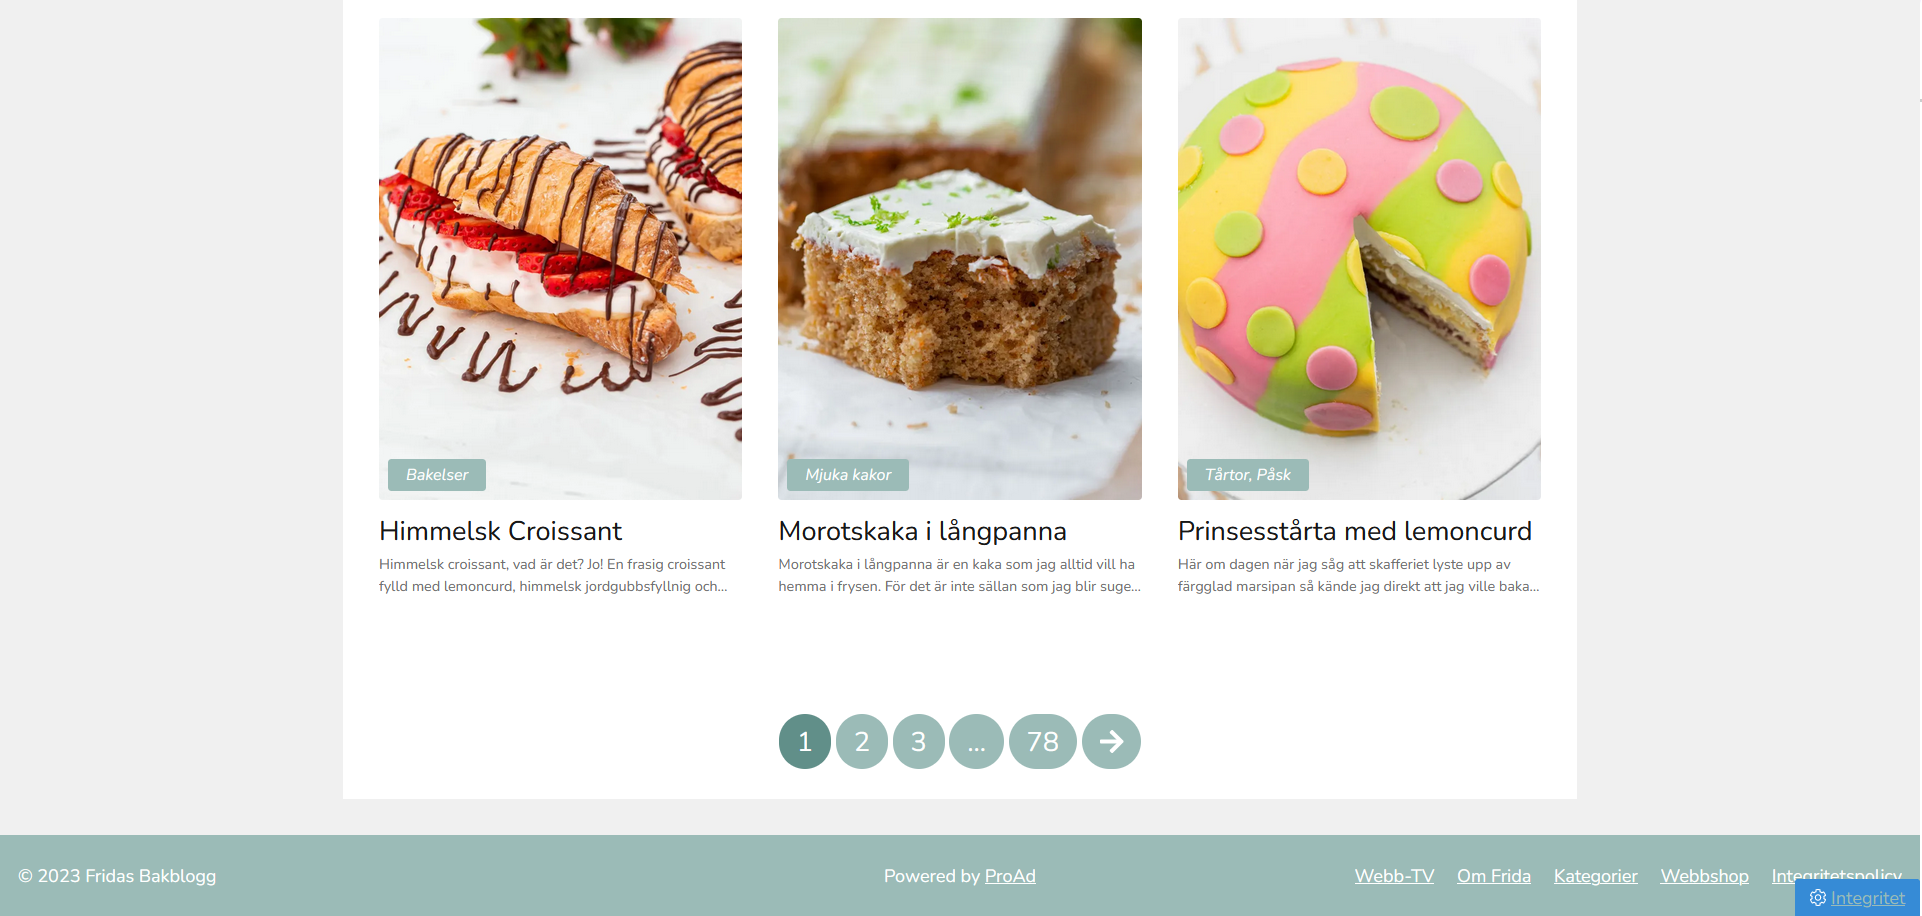 Bakelser
Mjuka kakor
Tårtor, Påsk
Himmelsk Croissant
Himmelsk croissant, vad är det? Jo! En frasig croissant
fylld med lemoncurd, himmelsk jordgubbsfyllnig och...
Morotskaka i långpanna
Morotskaka i långpanna är en kaka som jag alltid vill ha
hemma i frysen. För det är inte sällan som jag blir suge...
Prinsesstårta med lemoncurd
Här om dagen när jag såg att skafferiet lyste upp av
färgglad marsipan så kände jag direkt att jag ville baka...
1 2 3 ... 78
© 2023 Fridas Bakblogg
Powered by ProAd
Webb-TV Om Frida Kategorier Webbshop Integritetspolicy
Integritet